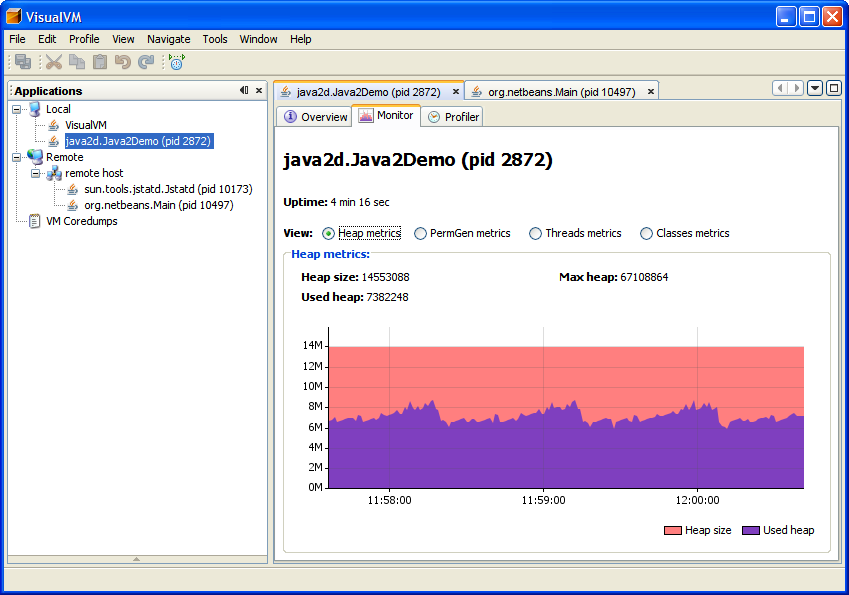 VisualVM
File Edit Profile View Navigate Tools Window Help
Applications
Local
VisualVM
java2d.Java2Demo (pid 2872)
Remote
remote host
sun.tools.jstatd.Jstatd (pid 10173)
org.netbeans.Main (pid 10497)
VM Coredumps
java2d.Java2Demo (pid 2872) org.netbeans.Main (pid 10497)
Overview Monitor Profiler
java2d.Java2Demo (pid 2872)
Uptime: 4 min 16 sec
View: Heap metrics PermGen metrics Threads metrics Classes metrics
Heap metrics:
Heap size: 14553088 Max heap: 67108864
Used heap: 7382248
14M
12M
10M
8M
6M
4M
2M
0M
11:58:00 11:59:00 12:00:00
Heap size Used heap